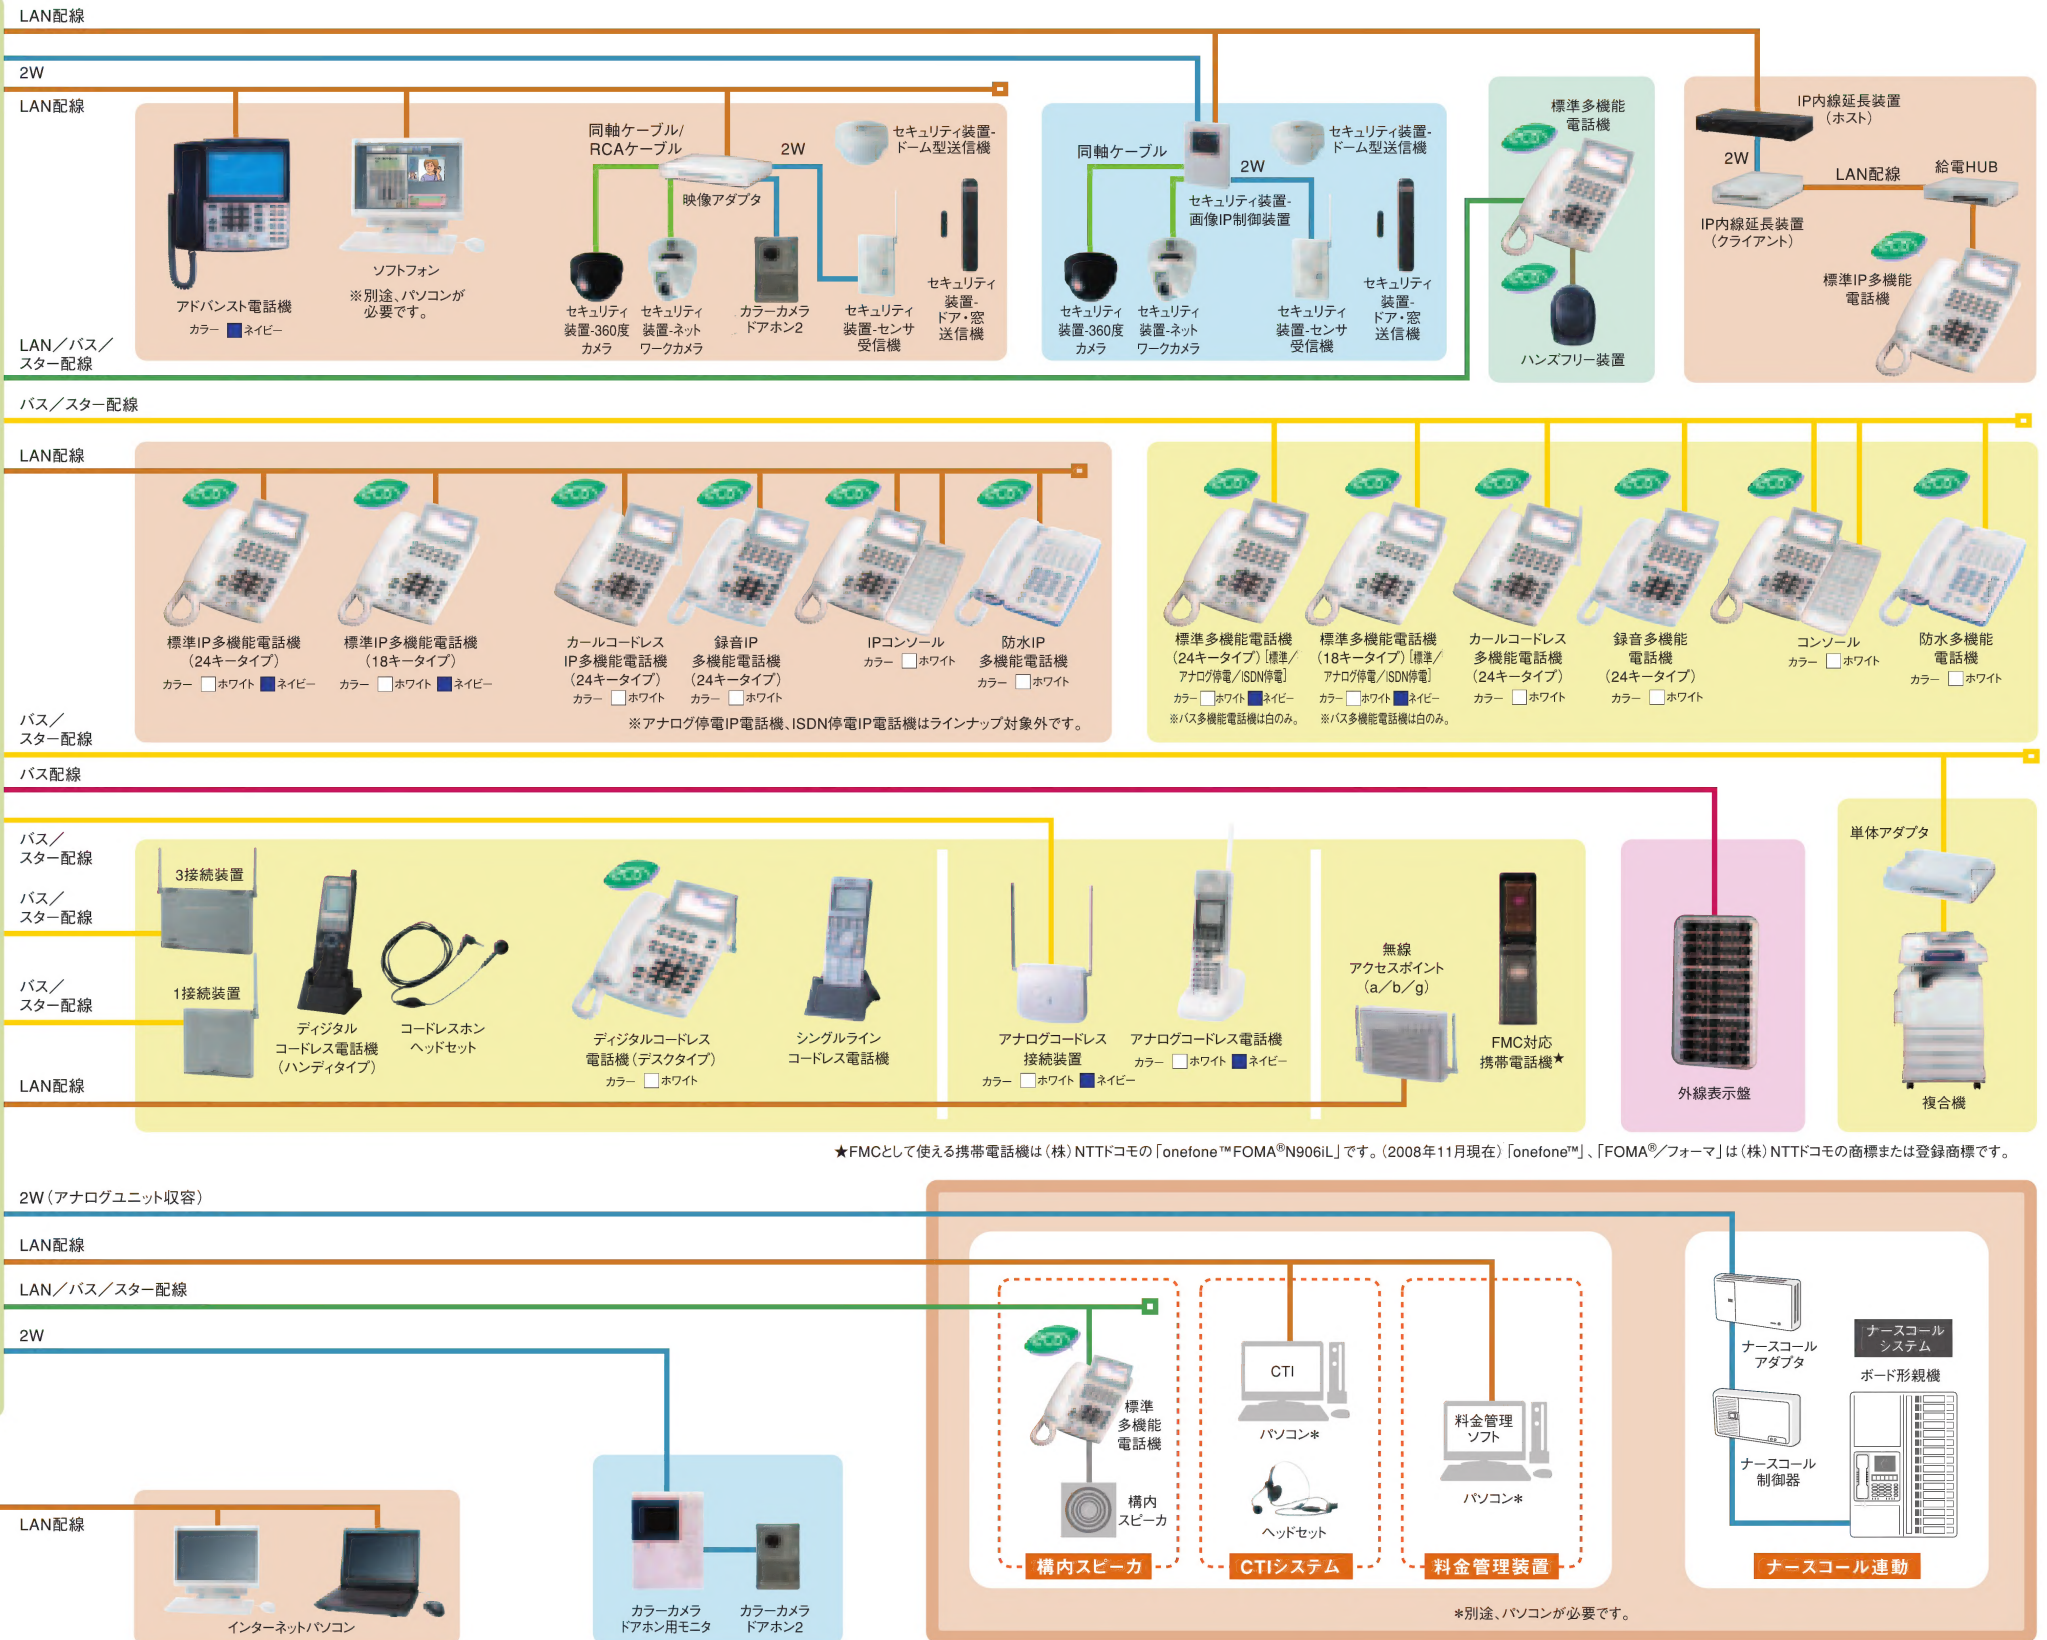 LAN配線
2W
LAN配線
アドバンスト電話機
カラー ネイビー
ソフトフォン
※別途、パソコンが
必要です。
同軸ケーブル/
RCAケーブル
2W
映像アダプタ
セキュリティ装置-
ドーム型送信機
セキュリティ
装置-360度
カメラ
セキュリティ
装置-ネット
ワークカメラ
カラーカメラ
ドアホン2
セキュリティ
装置-センサ
受信機
セキュリティ
装置-
ドア・窓
送信機
同軸ケーブル
2W
セキュリティ装置-
ドーム型送信機
セキュリティ装置-
画像IP制御装置
セキュリティ
装置-360度
カメラ
セキュリティ
装置-ネット
ワークカメラ
セキュリティ
装置-センサ
受信機
セキュリティ
装置-
ドア・窓
送信機
標準多機能
電話機
eco
eco
ハンズフリー装置
IP内線延長装置
（ホスト）
2W
LAN配線
給電HUB
IP内線延長装置
（クライアント）
eco
標準IP多機能
電話機
LAN／バス／
スター配線
バス／スター配線
LAN配線
eco
eco
eco
eco
eco
eco
標準IP多機能電話機
（24キータイプ）
カラー ホワイト ネイビー
標準IP多機能電話機
（18キータイプ）
カラー ホワイト ネイビー
カールコードレス
IP多機能電話機
（24キータイプ）
カラー ホワイト
録音IP
多機能電話機
（24キータイプ）
カラー ホワイト
IPコンソール
カラー ホワイト
防水IP
多機能電話機
カラー ホワイト
※アナログ停電IP電話機、ISDN停電IP電話機はラインナップ対象外です。
eco
eco
eco
eco
eco
eco
標準多機能電話機
（24キータイプ）［標準／
アナログ停電／ISDN停電］
カラー ホワイト ネイビー
※バス多機能電話機は白のみ。
標準多機能電話機
（18キータイプ）［標準／
アナログ停電／ISDN停電］
カラー ホワイト ネイビー
※バス多機能電話機は白のみ。
カールコードレス
多機能電話機
（24キータイプ）
カラー ホワイト
録音多機能
電話機
（24キータイプ）
カラー ホワイト
コンソール
カラー ホワイト
防水多機能
電話機
カラー ホワイト
バス／
スター配線
バス配線
バス／
スター配線
バス／
スター配線
バス／
スター配線
LAN配線
3接続装置
1接続装置
ディジタル
コードレス電話機
（ハンディタイプ）
コードレスホン
ヘッドセット
eco
ディジタルコードレス
電話機（デスクタイプ）
カラー ホワイト
シングルライン
コードレス電話機
アナログコードレス
接続装置
カラー ホワイト ネイビー
アナログコードレス電話機
カラー ホワイト ネイビー
無線
アクセスポイント
（a／b／g）
FMC対応
携帯電話機★
外線表示盤
単体アダプタ
複合機
★FMCとして使える携帯電話機は（株）NTTドコモの「onefone™FOMA®N906iL」です。（2008年11月現在）「onefone™」、「FOMA®／フォーマ」は（株）NTTドコモの商標または登録商標です。
2W（アナログユニット収容）
LAN配線
LAN／バス／スター配線
2W
LAN配線
インターネットパソコン
カラーカメラ
ドアホン用モニタ
カラーカメラ
ドアホン2
eco
標準
多機能
電話機
構内
スピーカ
構内スピーカ
CTI
パソコン＊
ヘッドセット
CTIシステム
料金管理
ソフト
パソコン＊
料金管理装置
ナースコール
アダプタ
ナースコール
制御器
ナースコール
システム
ボード形親機
ナースコール連動
＊別途、パソコンが必要です。